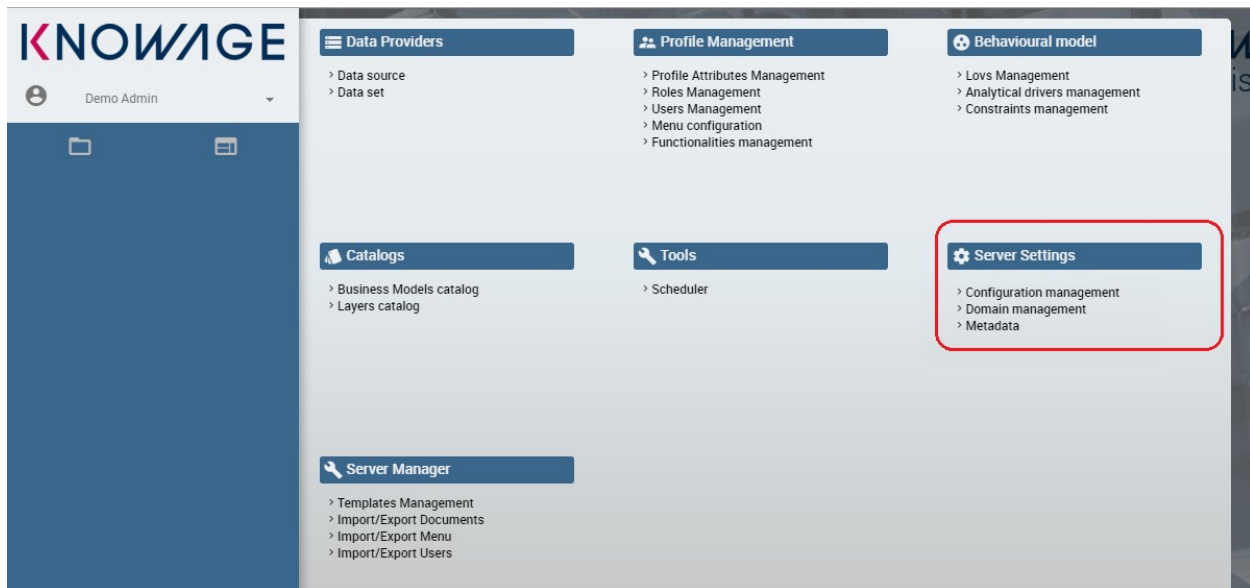 KNOWAGE
Demo Admin
Data Providers
> Data source
> Data set
Profile Management
> Profile Attributes Management
> Roles Management
> Users Management
> Menu configuration
> Functionalities management
Behavioural model
> Lovs Management
> Analytical drivers management
> Constraints management
Catalogs
> Business Models catalog
> Layers catalog
Tools
> Scheduler
Server Settings
> Configuration management
> Domain management
> Metadata
Server Manager
> Templates Management
> Import/Export Documents
> Import/Export Menu
> Import/Export Users